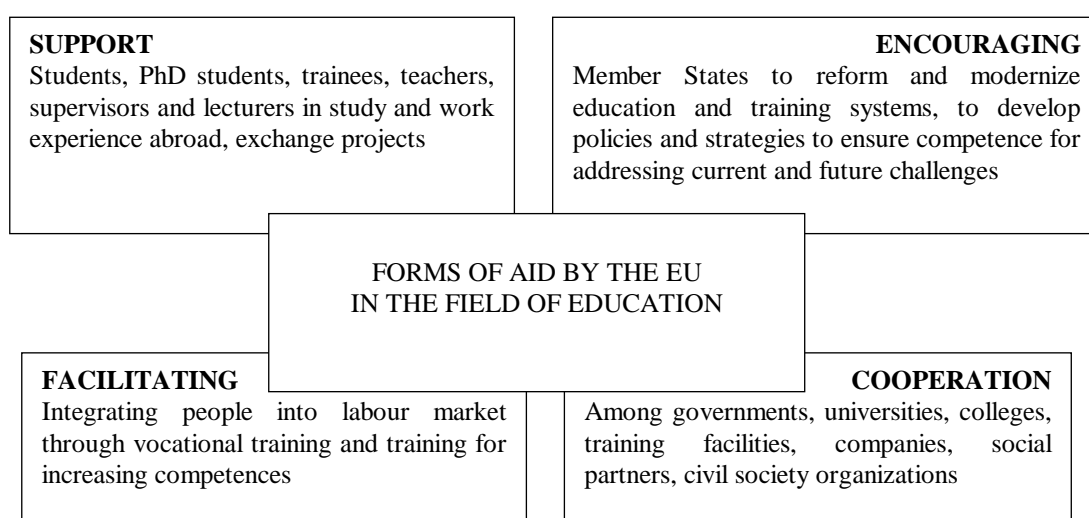 SUPPORT
Students, PhD students, trainees, teachers,
supervisors and lecturers in study and work
experience abroad, exchange projects
ENCOURAGING
Member States to reform and modernize
education and training systems, to develop
policies and strategies to ensure competence for
addressing current and future challenges
FORMS OF AID BY THE EU
IN THE FIELD OF EDUCATION
FACILITATING
Integrating people into labour market
through vocational training and training for
increasing competences
COOPERATION
Among governments, universities, colleges,
training facilities, companies, social
partners, civil society organizations